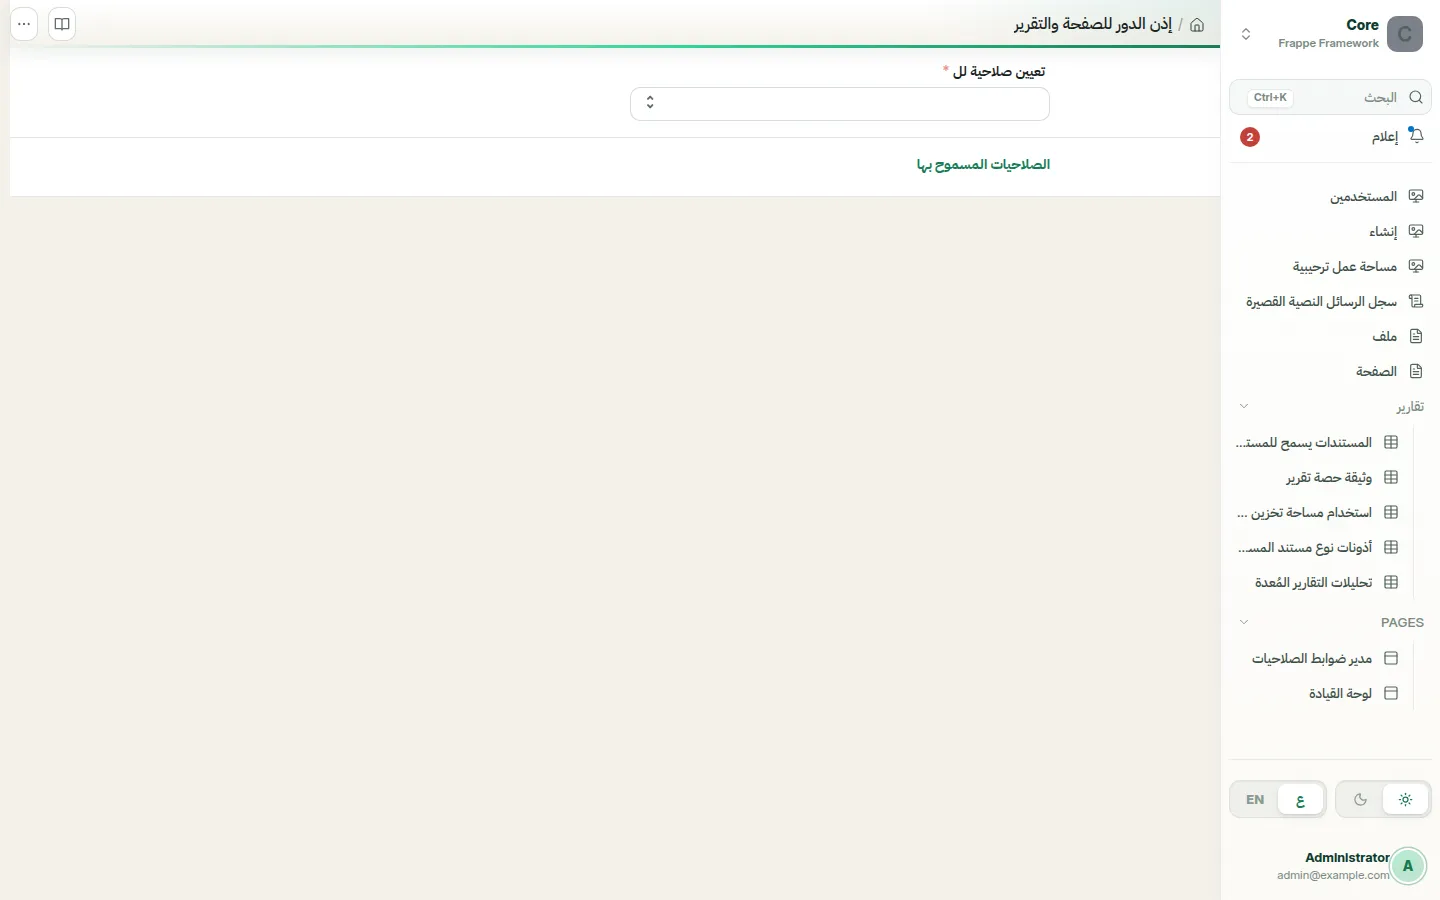 إذن الدور للصفحة والتقرير /
تعيين صلاحية لل *
الصلاحيات المسموح بها
Core
Frappe Framework
C
البحث
Ctrl+K
إعلام
2
المستخدمين
إنشاء
مساحة عمل ترحيبية
سجل الرسائل النصية القصيرة
ملف
الصفحة
تقارير
المستندات يسمح للمستـ...
وثيقة حصة تقرير
استخدام مساحة تخزين ...
أذونات نوع مستند المسـ...
تحليلات التقارير المُعدة
PAGES
مدير ضوابط الصلاحيات
لوحة القيادة
ع
EN
Administrator
admin@example.com
A